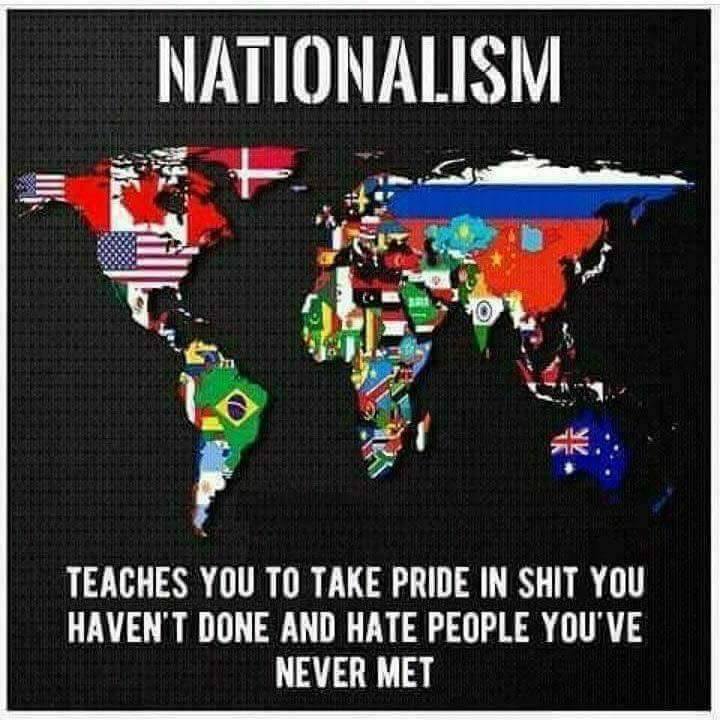 NATIONALISM
TEACHES YOU TO TAKE PRIDE IN SHIT YOU
HAVEN'T DONE AND HATE PEOPLE YOU'VE
NEVER MET